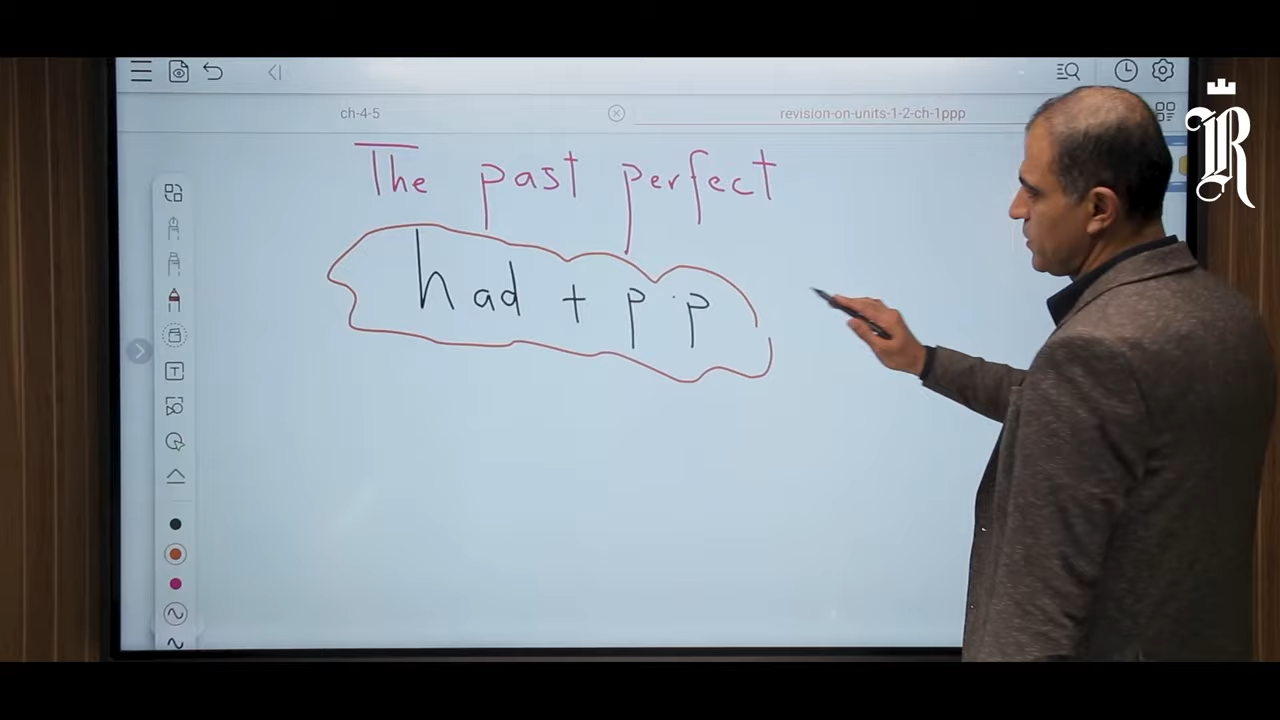 ch-4-5
revision-on-units-1-2-ch-1ppp
The past perfect
had + p.p
R